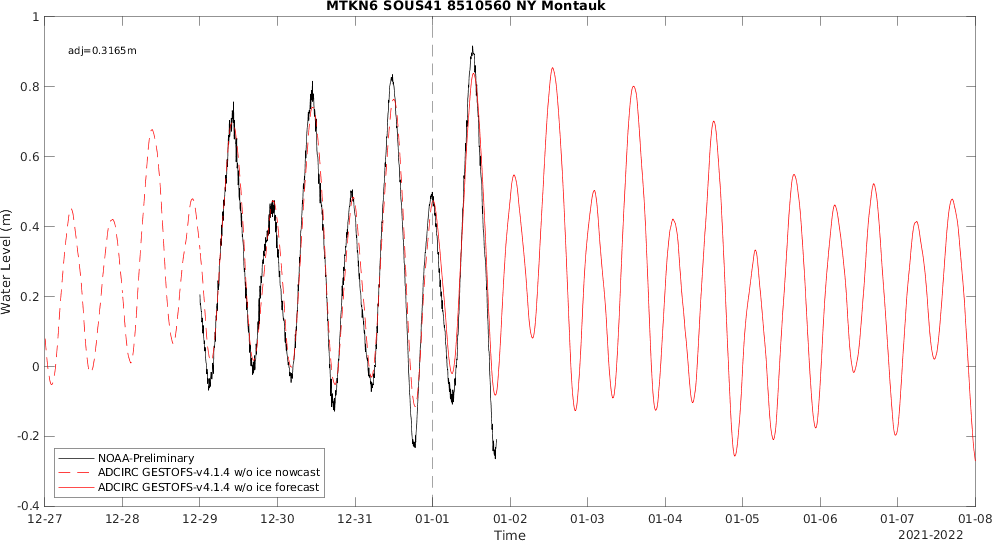 MTKN6 SOUS41 8510560 NY Montauk
adj=0.3165m
1
0.8
0.6
0.4
0.2
0
-0.2
-0.4
Water Level (m)
NOAA-Preliminary
ADCIRC GESTOFS-v4.1.4 w/o ice nowcast
ADCIRC GESTOFS-v4.1.4 w/o ice forecast
12-27 12-28 12-29 12-30 12-31 01-01 01-02 01-03 01-04 01-05 01-06 01-07 01-08
Time
2021-2022